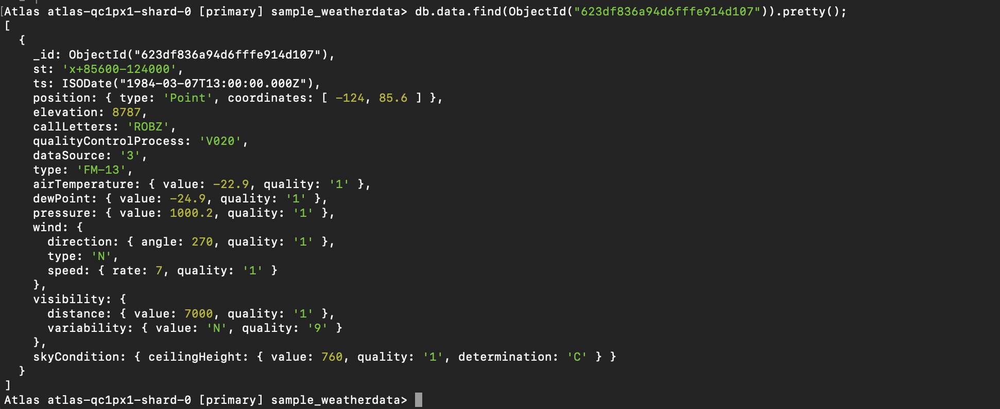 [Atlas atlas-qc1px1-shard-0 [primary] sample_weatherdata> db.data.find(ObjectId("623df836a94d6fffe914d107")).pretty();
[
  {
    _id: ObjectId("623df836a94d6fffe914d107"),
    st: 'x+85600-124000',
    ts: ISODate("1984-03-07T13:00:00.000Z"),
    position: { type: 'Point', coordinates: [ -124, 85.6 ] },
    elevation: 8787,
    callLetters: 'ROBZ',
    qualityControlProcess: 'V020',
    dataSource: '3',
    type: 'FM-13',
    airTemperature: { value: -22.9, quality: '1' },
    dewPoint: { value: -24.9, quality: '1' },
    pressure: { value: 1000.2, quality: '1' },
    wind: {
      direction: { angle: 270, quality: '1' },
      type: 'N',
      speed: { rate: 7, quality: '1' }
    },
    visibility: {
      distance: { value: 7000, quality: '1' },
      variability: { value: 'N', quality: '9' }
    },
    skyCondition: { ceilingHeight: { value: 760, quality: '1', determination: 'C' } }
  }
]
Atlas atlas-qc1px1-shard-0 [primary] sample_weatherdata>